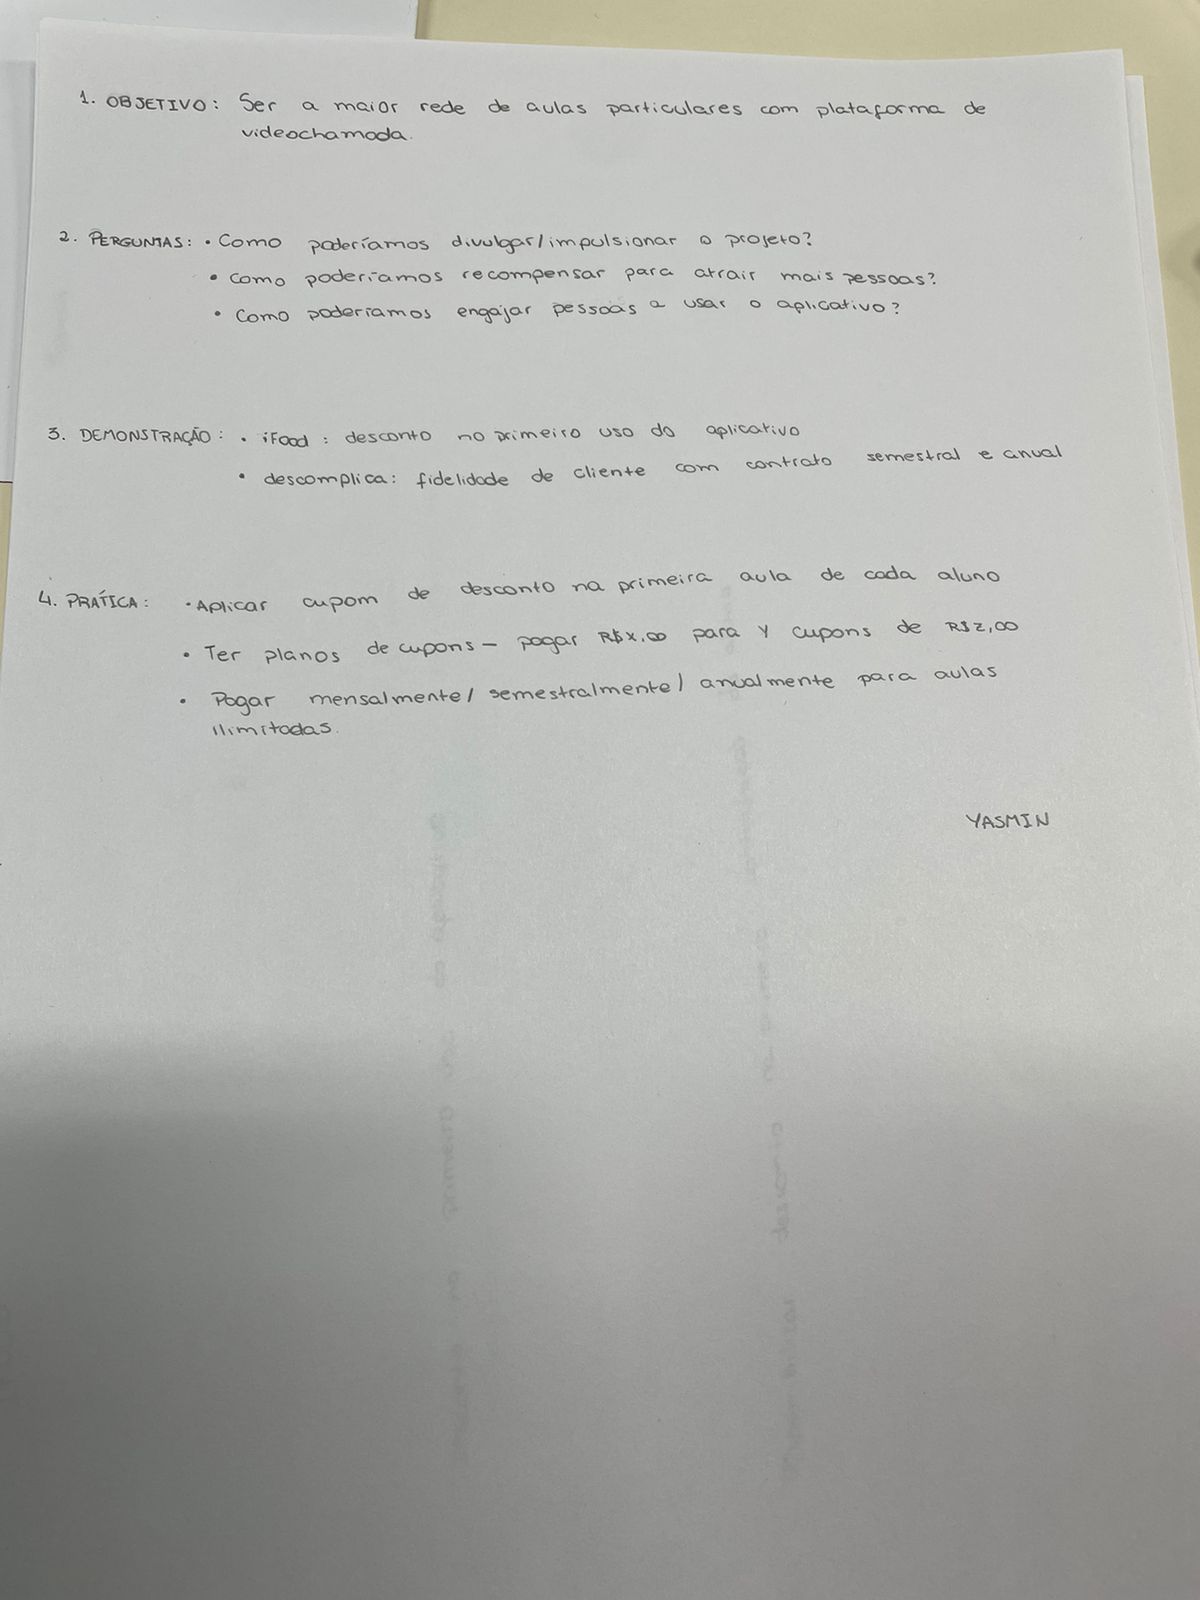 1. OBJETIVO: Ser a maior rede de aulas particulares com plataforma de
videochamada.
2. PERGUNTAS: • Como poderíamos divulgar/impulsionar o projeto?
• Como poderíamos recompensar para atrair mais pessoas?
• Como poderíamos engajar pessoas a usar o aplicativo?
3. DEMONSTRAÇÃO: • iFood: desconto no primeiro uso do aplicativo
• descomplica: fidelidade de cliente com contrato semestral e anual
4. PRÁTICA: • Aplicar cupom de desconto na primeira aula de cada aluno
• Ter planos de cupons — pagar R$X,00 para Y cupons de R$Z,00
• Pagar mensalmente/semestralmente/anualmente para aulas
ilimitadas.
YASMIN